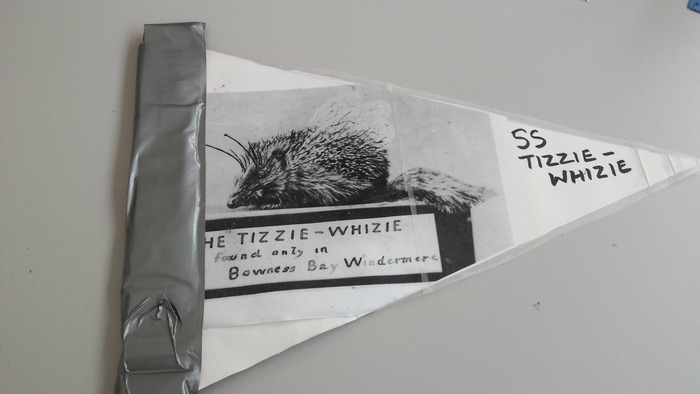 SS
TIZZIE-
WHIZIE
HE TIZZIE-WHIZIE
found only in
Bowness Bay Windermere